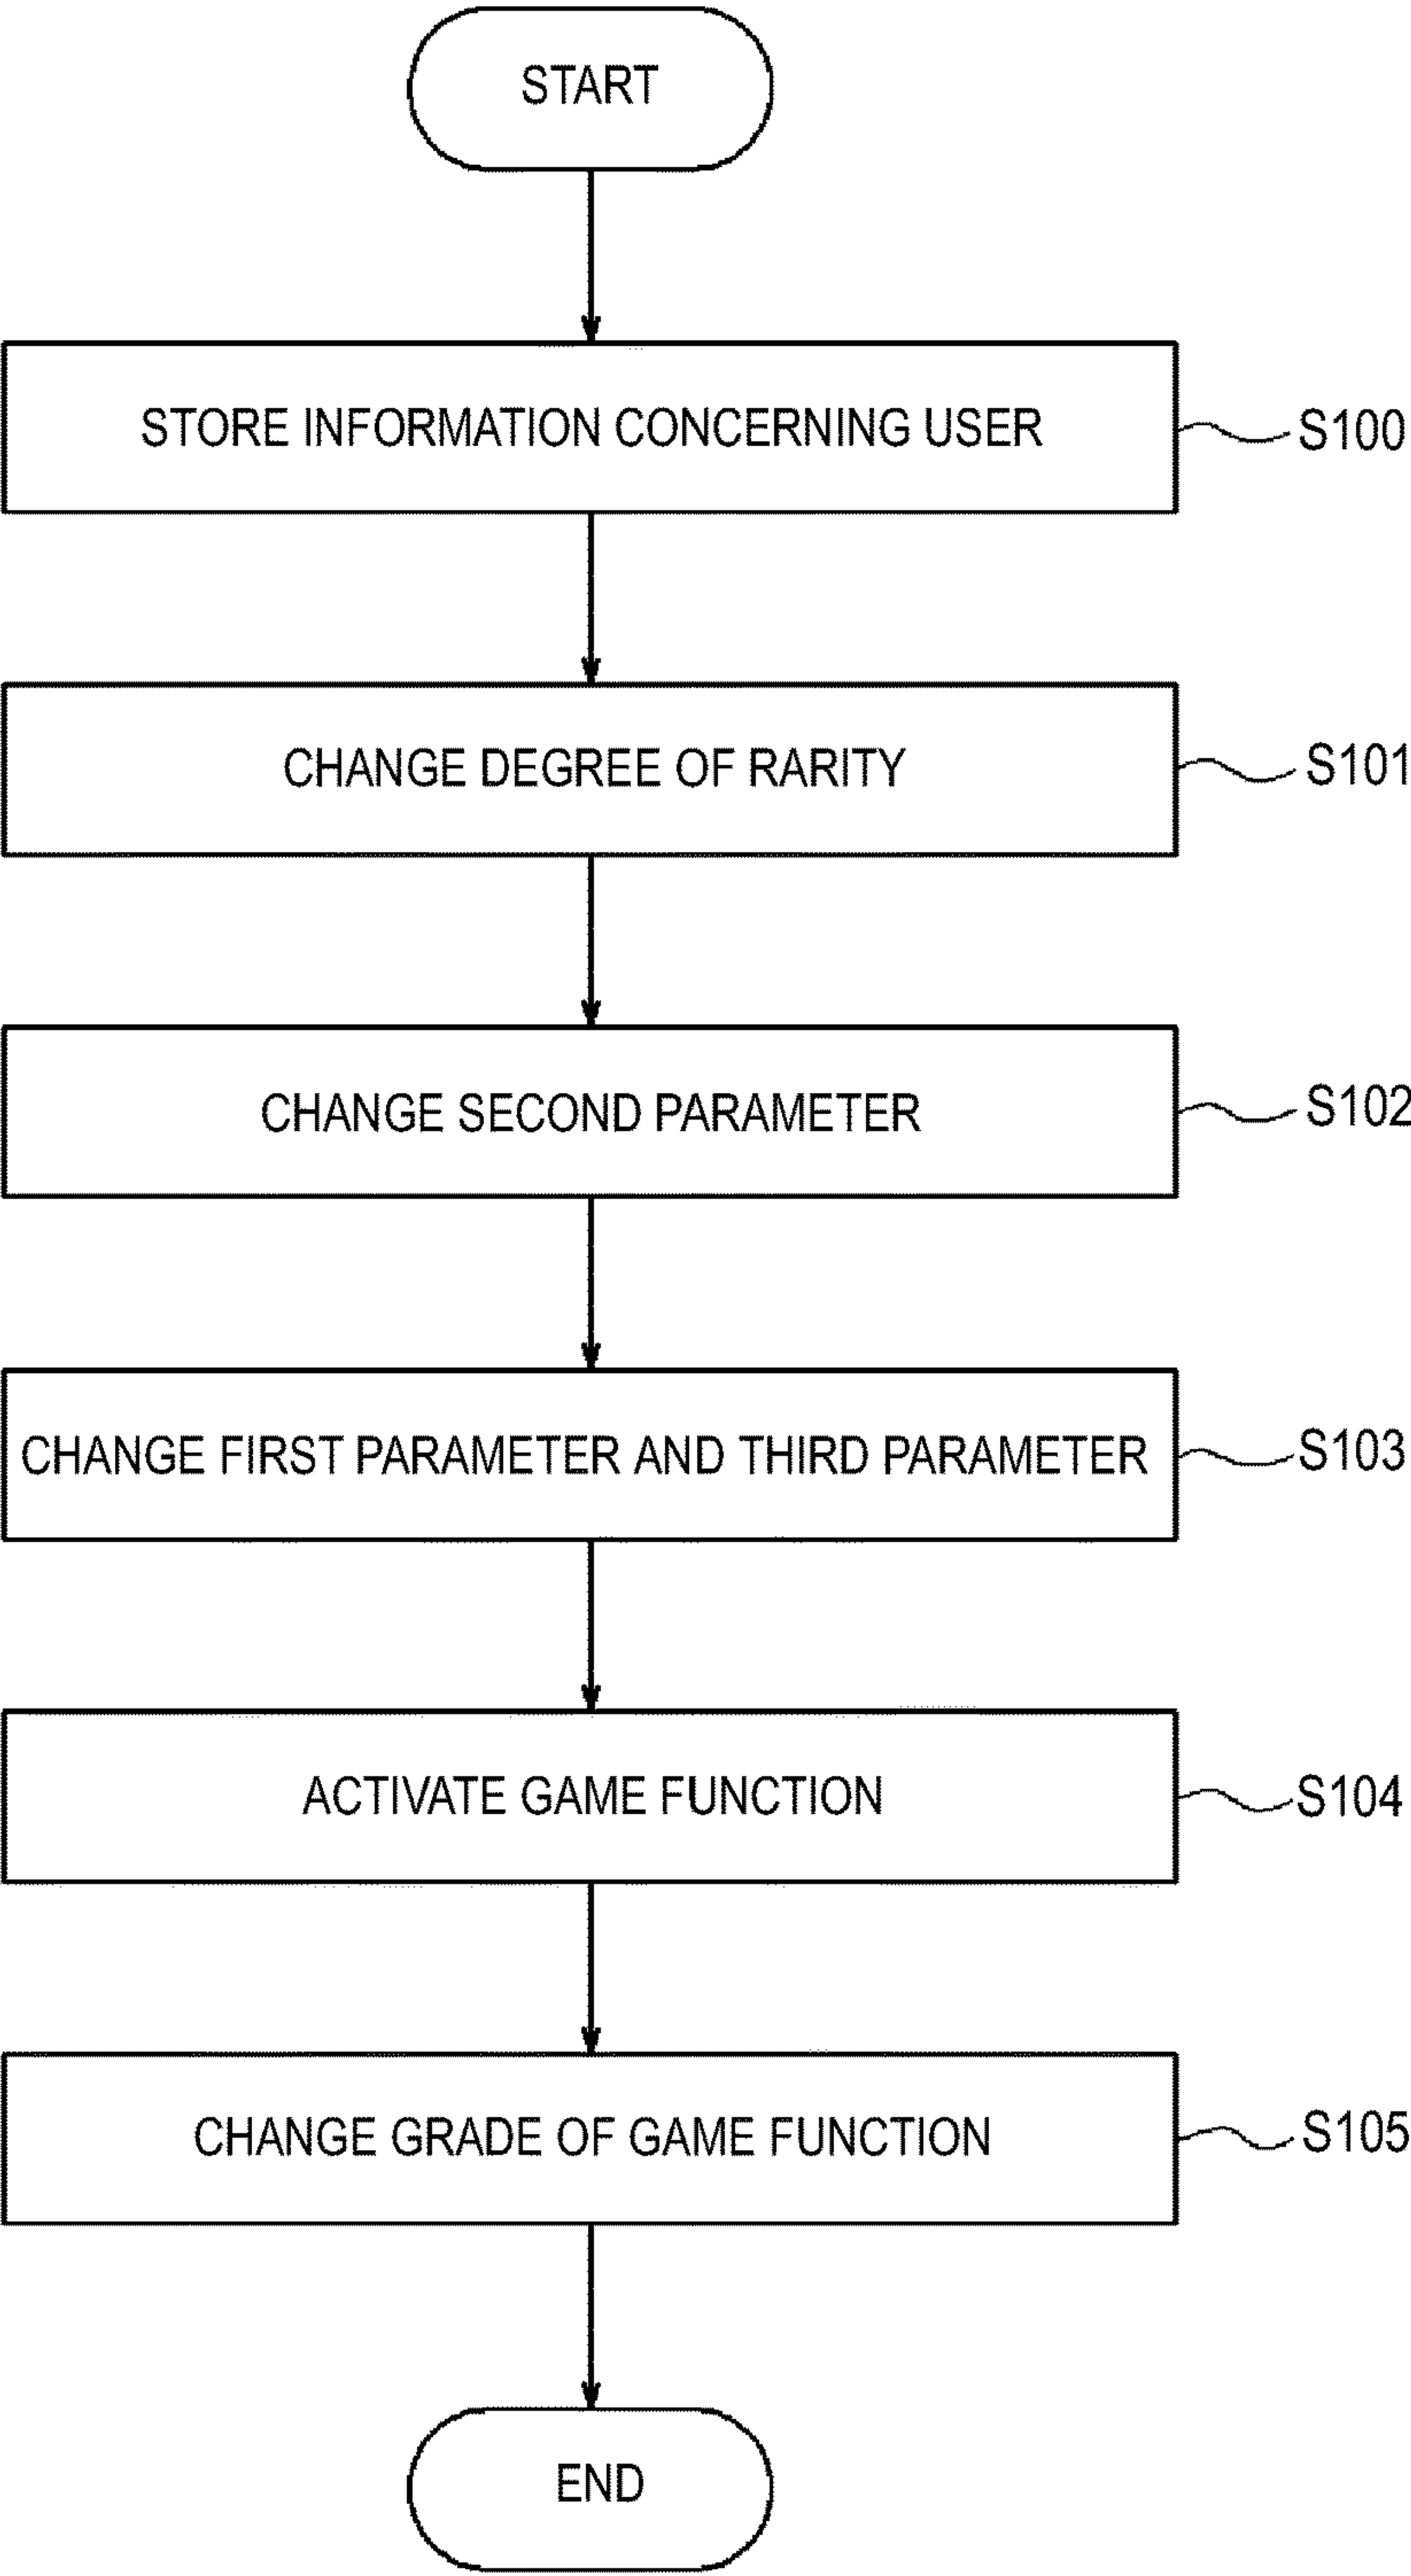 START
STORE INFORMATION CONCERNING USER
S100
CHANGE DEGREE OF RARITY
S101
CHANGE SECOND PARAMETER
S102
CHANGE FIRST PARAMETER AND THIRD PARAMETER
S103
ACTIVATE GAME FUNCTION
S104
CHANGE GRADE OF GAME FUNCTION
S105
END